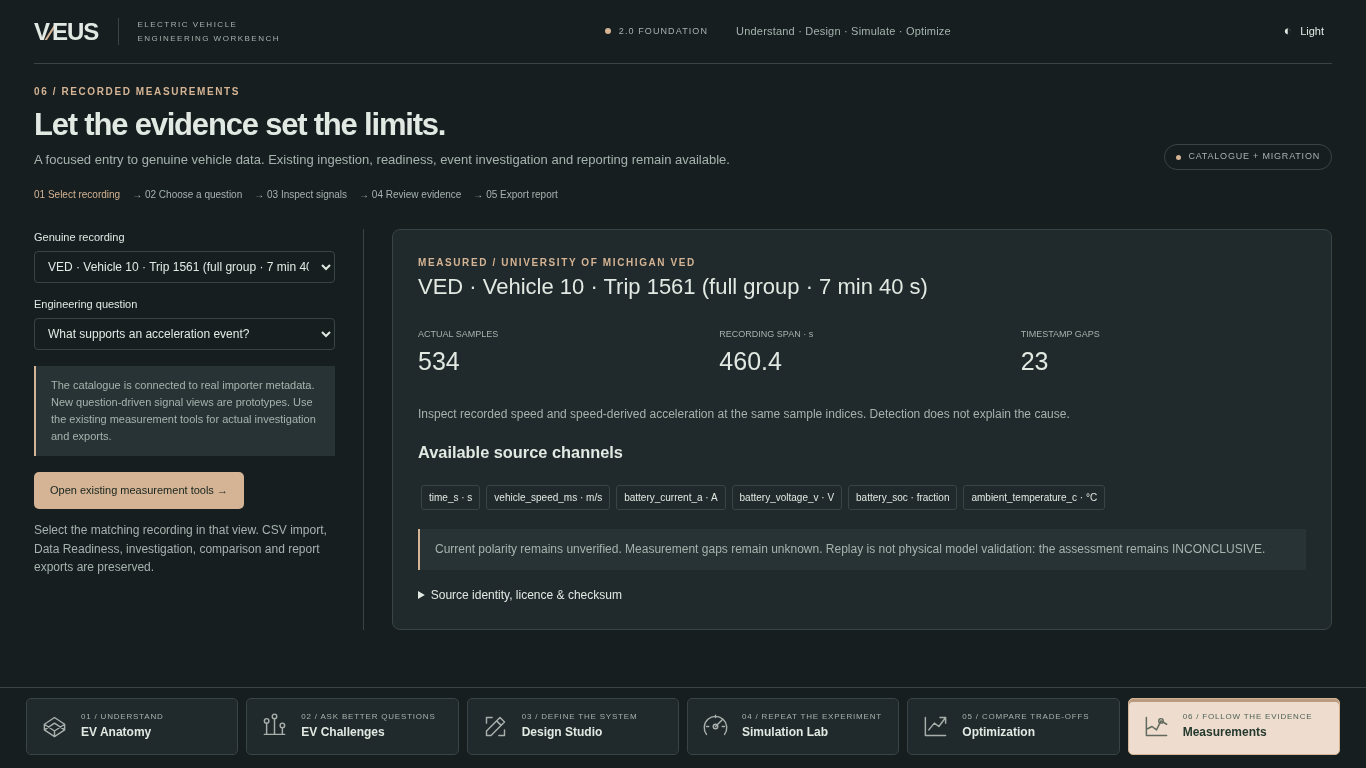 VÆUS
ELECTRIC VEHICLE
ENGINEERING WORKBENCH
2.0 FOUNDATION
Understand · Design · Simulate · Optimize
Light
06 / RECORDED MEASUREMENTS
Let the evidence set the limits.
A focused entry to genuine vehicle data. Existing ingestion, readiness, event investigation and reporting remain available.
CATALOGUE + MIGRATION
01 Select recording → 02 Choose a question → 03 Inspect signals → 04 Review evidence → 05 Export report
Genuine recording
VED · Vehicle 10 · Trip 1561 (full group · 7 min 40
Engineering question
What supports an acceleration event?
The catalogue is connected to real importer metadata.
New question-driven signal views are prototypes. Use
the existing measurement tools for actual investigation
and exports.
Open existing measurement tools →
Select the matching recording in that view. CSV import,
Data Readiness, investigation, comparison and report
exports are preserved.
MEASURED / UNIVERSITY OF MICHIGAN VED
VED · Vehicle 10 · Trip 1561 (full group · 7 min 40 s)
ACTUAL SAMPLES
534
RECORDING SPAN · s
460.4
TIMESTAMP GAPS
23
Inspect recorded speed and speed-derived acceleration at the same sample indices. Detection does not explain the cause.
Available source channels
time_s · s
vehicle_speed_ms · m/s
battery_current_a · A
battery_voltage_v · V
battery_soc · fraction
ambient_temperature_c · °C
Current polarity remains unverified. Measurement gaps remain unknown. Replay is not physical model validation: the assessment remains INCONCLUSIVE.
Source identity, licence & checksum
01 / UNDERSTAND
EV Anatomy
02 / ASK BETTER QUESTIONS
EV Challenges
03 / DEFINE THE SYSTEM
Design Studio
04 / REPEAT THE EXPERIMENT
Simulation Lab
05 / COMPARE TRADE-OFFS
Optimization
06 / FOLLOW THE EVIDENCE
Measurements